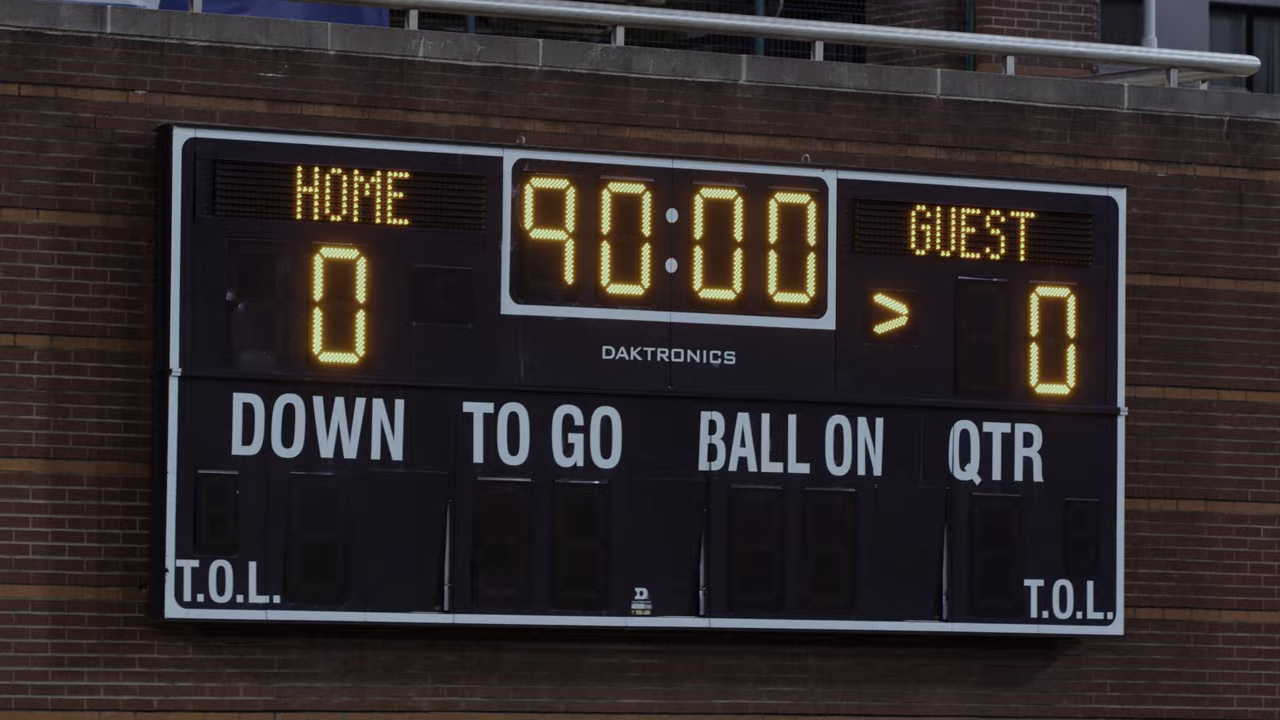 HOME 90:00 GUEST
0 > 0
DAKTRONICS
DOWN TO GO BALL ON QTR
T.O.L. T.O.L.